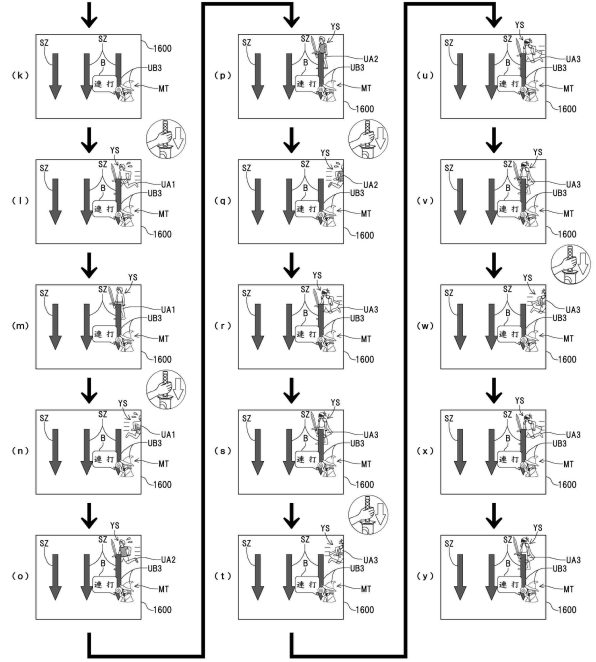 SZ SZ 1600
UB3
(k) B MT
連打
YS
SZ SZ
UA1
B UB3
(l) 連打 MT
1600
YS
SZ SZ
UA1
(m) B UB3
連打 MT
1600
YS
SZ SZ
UA1
(n) B UB3
連打 MT
1600
YS
SZ SZ
UA2
(o) B UB3
連打 MT
1600
YS
SZ SZ
UA2
(p) B UB3
連打 MT
1600
YS
SZ SZ
UA2
(q) B UB3
連打 MT
1600
YS
SZ SZ
UA3
(r) B UB3
連打 MT
1600
YS
SZ SZ
UA3
(s) B UB3
連打 MT
1600
YS
SZ SZ
UA3
(t) B UB3
連打 MT
1600
YS
SZ SZ
UA3
(u) B UB3
連打 MT
1600
YS
SZ SZ
UA3
(v) B UB3
連打 MT
1600
YS
SZ SZ
UA3
(w) B UB3
連打 MT
1600
YS
SZ SZ
UA3
(x) B UB3
連打 MT
1600
YS
SZ SZ
UA3
(y) B UB3
連打 MT
1600